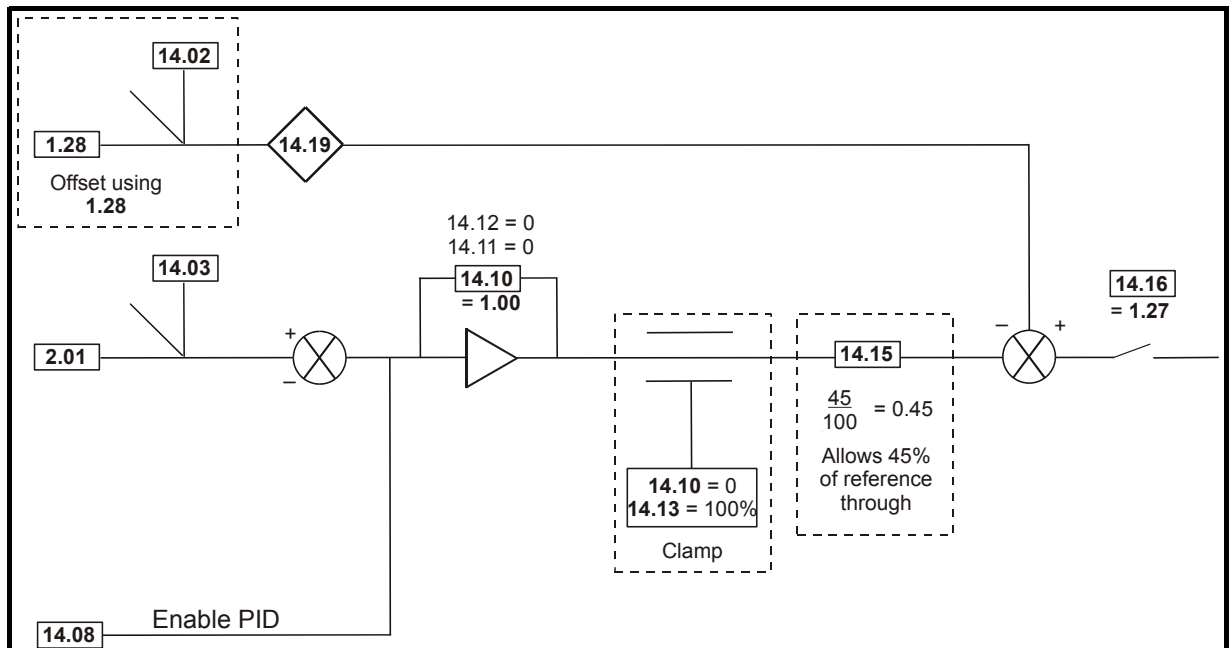 14.02
1.28
14.19
Offset using
1.28
14.12 = 0
14.11 = 0
14.10
= 1.00
14.03
14.16
= 1.27
+
–
–
+
2.01
14.15
45
100
= 0.45
Allows 45%
of reference
through
14.10 = 0
14.13 = 100%
Clamp
Enable PID
14.08